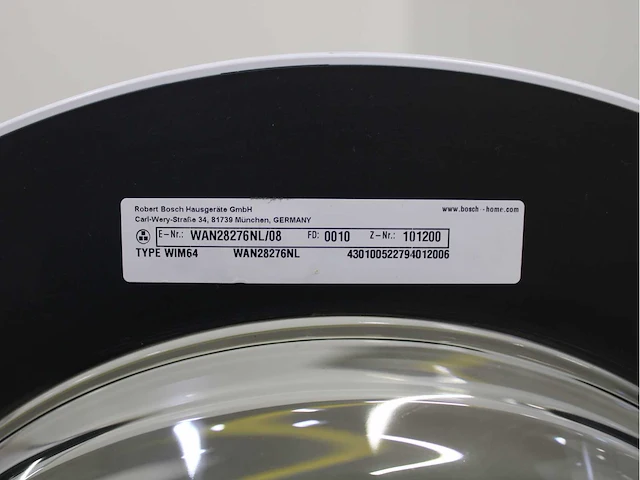 Robert Bosch Hausgeräte GmbH www.bosch-home.com
Carl-Wery-Straße 34, 81739 München, GERMANY
E-Nr.: WAN28276NL/08 FD: 0010 Z-Nr.: 101200
TYPE WIM64 WAN28276NL 430100522794012006